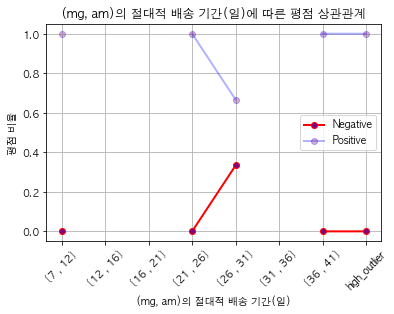 (mg, am)의 절대적 배송 기간(일)에 따른 평점 상관관계
평점 비율
1.0
0.8
0.6
0.4
0.2
0.0
Negative
Positive
(7 , 12)
(12 , 16)
(16 , 21)
(21 , 26)
(26 , 31)
(31 , 36)
(36 , 41)
hgh_outlier
(mg, am)의 절대적 배송 기간(일)